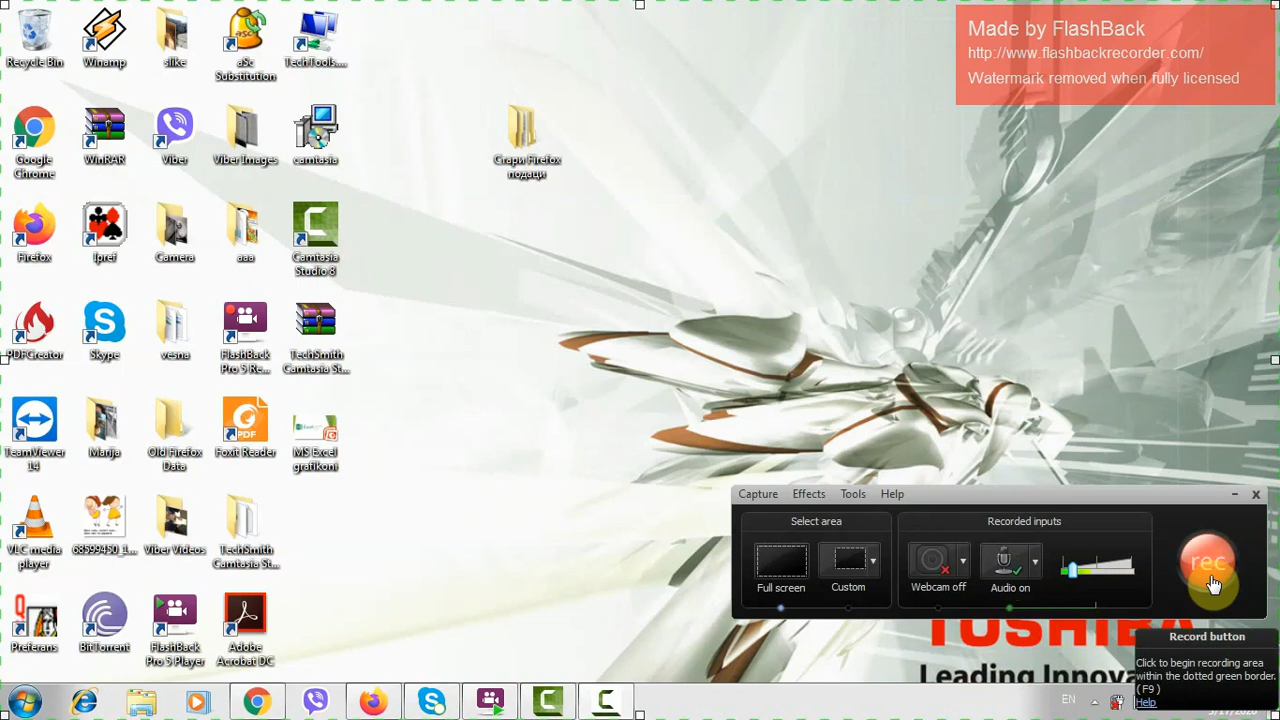 Made by FlashBack
http://www.flashbackrecorder.com/
Watermark removed when fully licensed
Recycle Bin
Winamp
slike
aSc
Substitution
TechTools....
Google
Chrome
WinRAR
Viber
Viber Images
camtasia
Стари Firefox
подаци
Firefox
Ipref
Camera
aaa
Camtasia
Studio 8
PDFCreator
Skype
vesna
FlashBack
Pro 5 Re...
TechSmith
Camtasia St...
TeamViewer
14
Marija
Old Firefox
Data
Foxit Reader
MS Excel
grafikoni
VLC media
player
68599450_1...
Viber Videos
TechSmith
Camtasia St...
Preferans
BitTorrent
FlashBack
Pro 5 Player
Adobe
Acrobat DC
Capture Effects Tools Help
Select area
Recorded inputs
Full screen
Custom
Webcam off
Audio on
rec
TOSHIBA
Leading Innova
Record button
Click to begin recording area
within the dotted green border.
(F9)
Help
EN